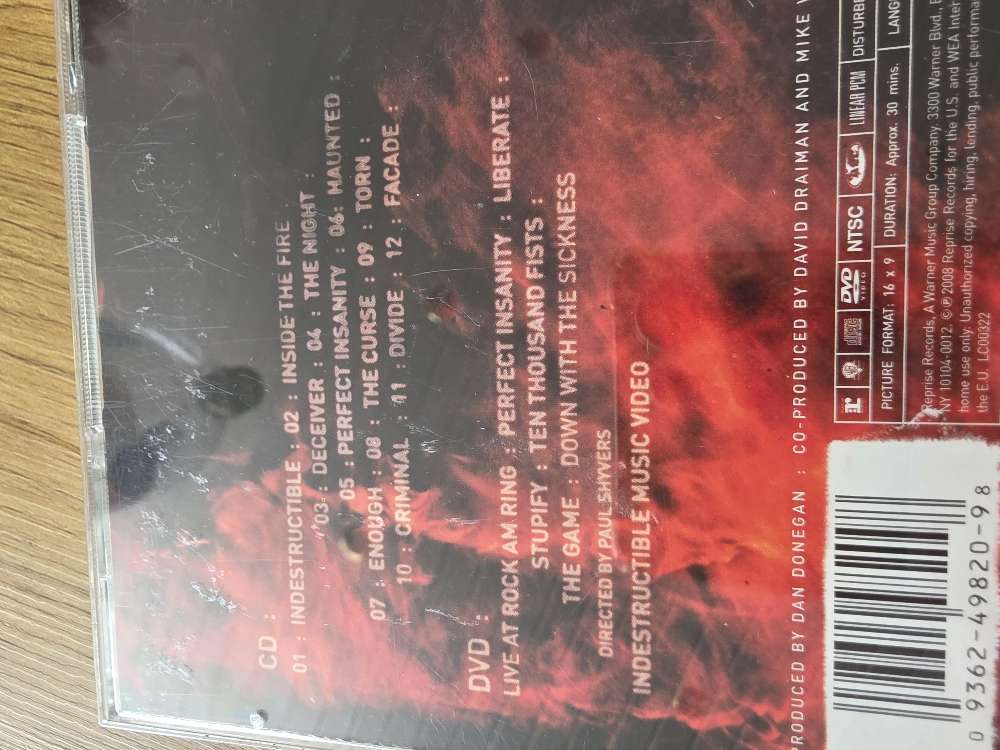 CD :
01 : INDESTRUCTIBLE : 02 : INSIDE THE FIRE
03 : DECEIVER : 04 : THE NIGHT :
05 : PERFECT INSANITY : 06: HAUNTED :
07 : ENOUGH : 08 : THE CURSE : 09 : TORN :
10 : CRIMINAL : 11 : DIVIDE : 12 : FACADE :
DVD :
LIVE AT ROCK AM RING : PERFECT INSANITY : LIBERATE :
STUPIFY : TEN THOUSAND FISTS :
THE GAME : DOWN WITH THE SICKNESS
DIRECTED BY PAUL SHYVERS
INDESTRUCTIBLE MUSIC VIDEO
PRODUCED BY DAN DONEGAN : CO-PRODUCED BY DAVID DRAIMAN AND MIKE
r DVD VIDEO NTSC LINEAR PCM DISTURB
PICTURE FORMAT: 16 x 9 DURATION: Approx. 30 mins. LANG
Reprise Records, A Warner Music Group Company, 3300 Warner Blvd.,
NY 10104-0012. © ℗ 2008 Reprise Records for the U.S. and WEA Inter
home use only. Unauthorized copying, hiring, lending, public performa
the E.U. LC00322
0 9362-49820-9 8